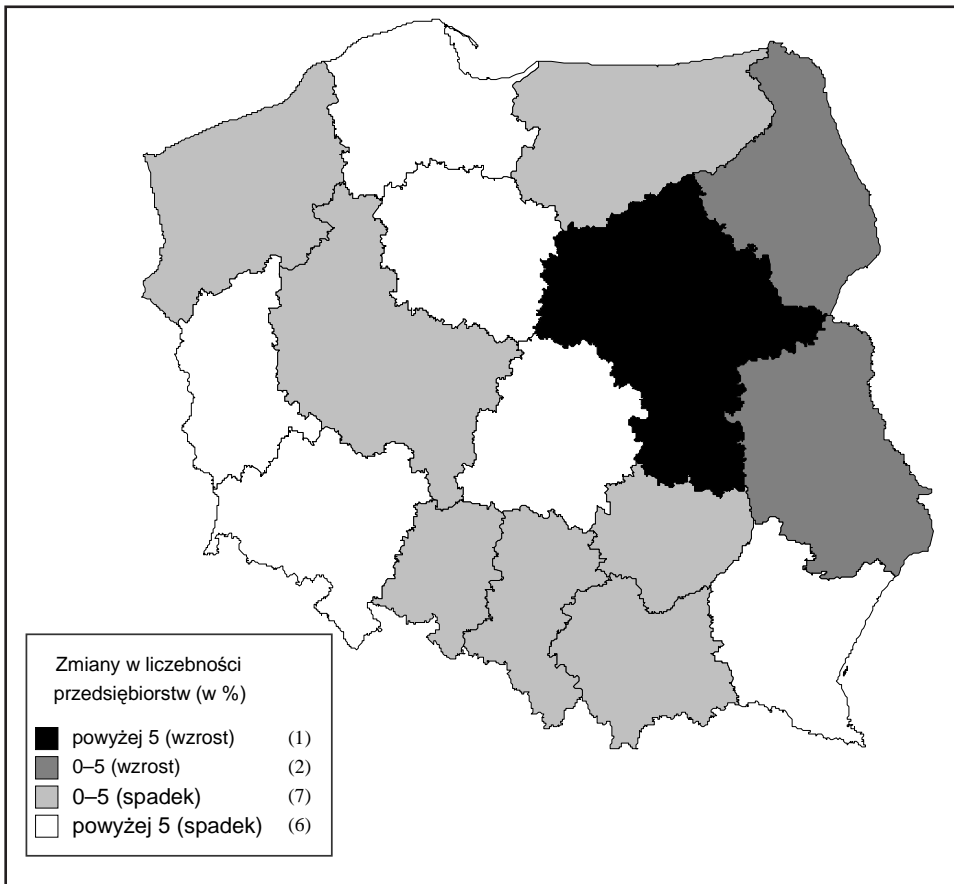 Zmiany w liczebności
przedsiębiorstw (w %)
powyżej 5 (wzrost) (1)
0–5 (wzrost) (2)
0–5 (spadek) (7)
powyżej 5 (spadek) (6)